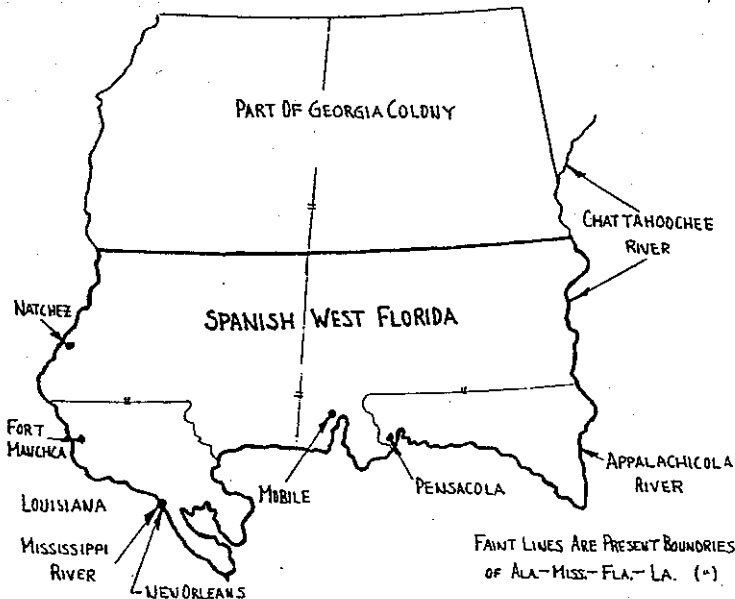 PART OF GEORGIA COLONY
CHATTAHOOCHEE
RIVER
NATCHEZ
SPANISH WEST FLORIDA
FORT
MANCHCA
LOUISIANA
MOBILE
PENSACOLA
APPALACHICOLA
RIVER
MISSISSIPPI
RIVER
NEW ORLEANS
FAINT LINES ARE PRESENT BOUNDRIES
OF ALA-MISS-FLA.-LA. (")